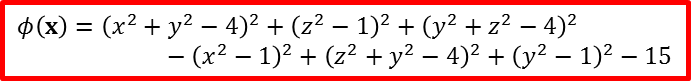 ϕ(𝐱) = (x² + y² − 4)² + (z² − 1)² + (y² + z² − 4)²
− (x² − 1)² + (z² + y² − 4)² + (y² − 1)² − 15